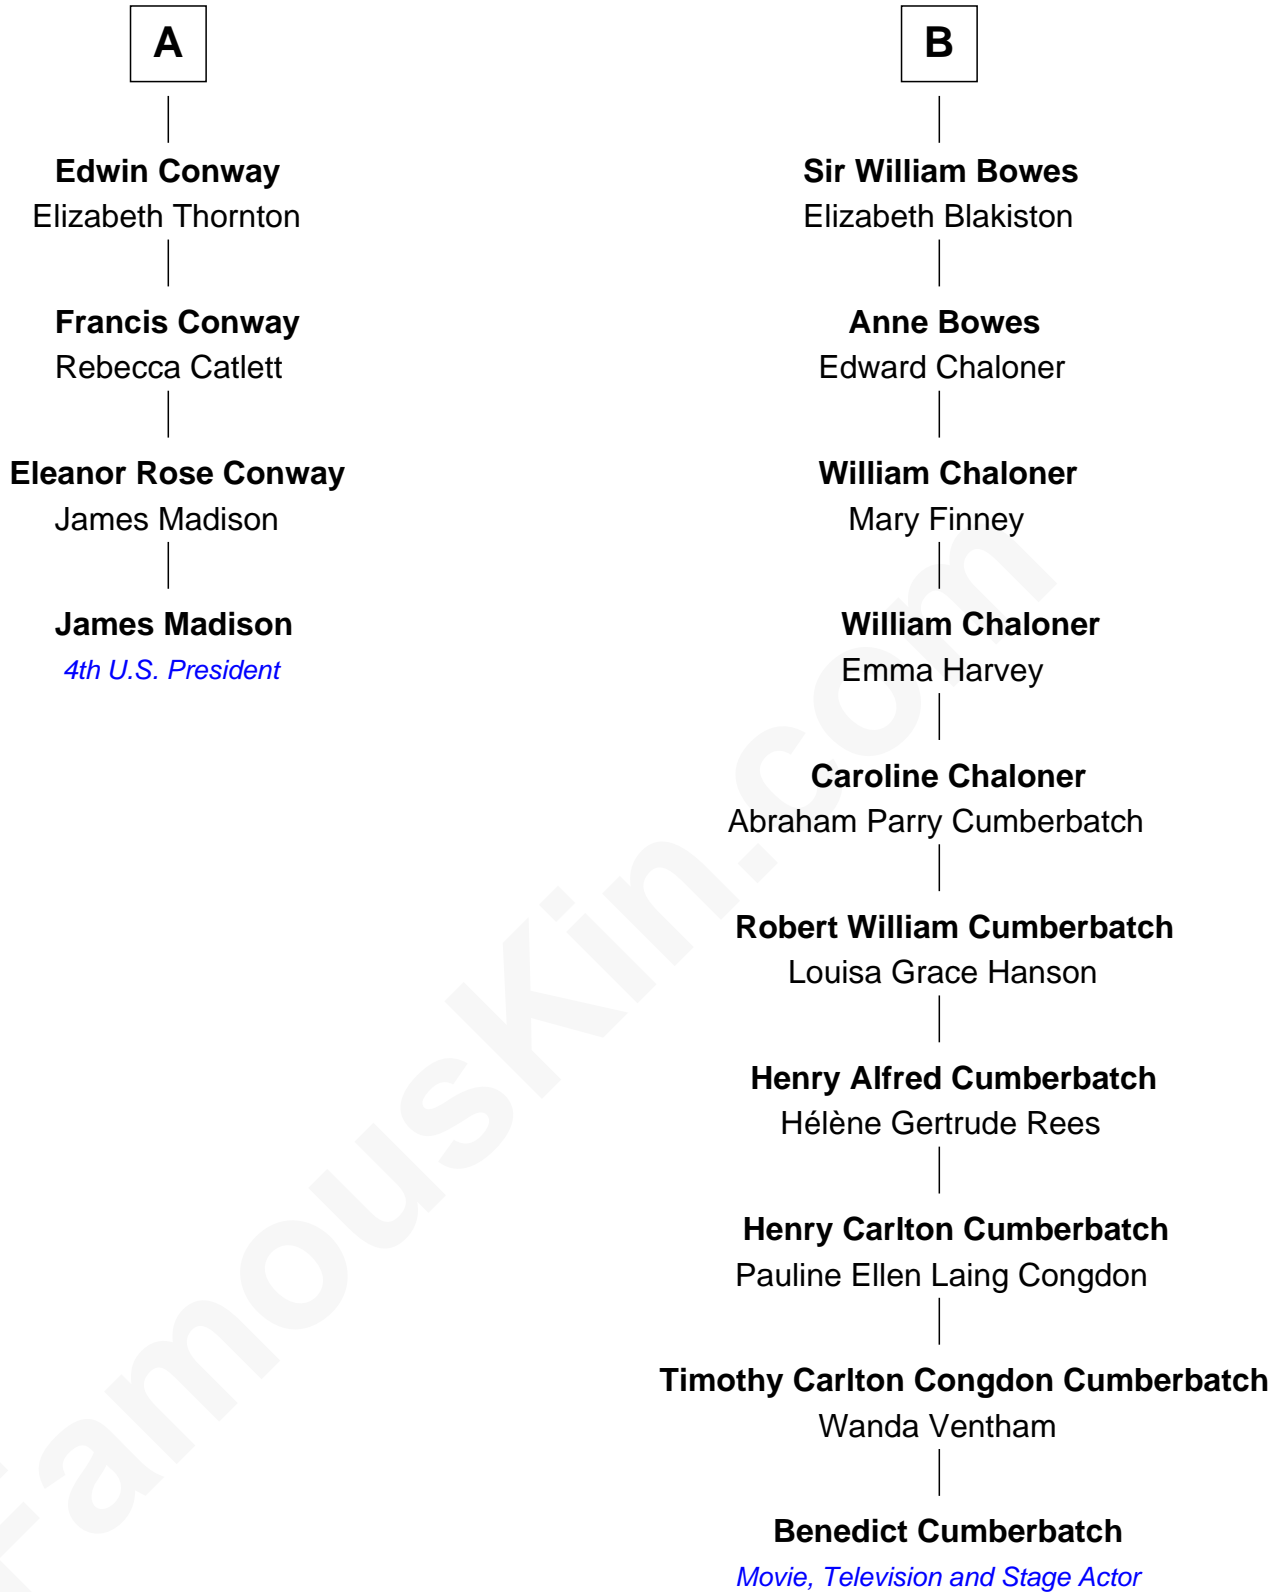 A
Edwin Conway
Elizabeth Thornton
Francis Conway
Rebecca Catlett
Eleanor Rose Conway
James Madison
James Madison
4th U.S. President
B
Sir William Bowes
Elizabeth Blakiston
Anne Bowes
Edward Chaloner
William Chaloner
Mary Finney
William Chaloner
Emma Harvey
Caroline Chaloner
Abraham Parry Cumberbatch
Robert William Cumberbatch
Louisa Grace Hanson
Henry Alfred Cumberbatch
Hélène Gertrude Rees
Henry Carlton Cumberbatch
Pauline Ellen Laing Congdon
Timothy Carlton Congdon Cumberbatch
Wanda Ventham
Benedict Cumberbatch
Movie, Television and Stage Actor
FamousKin.com